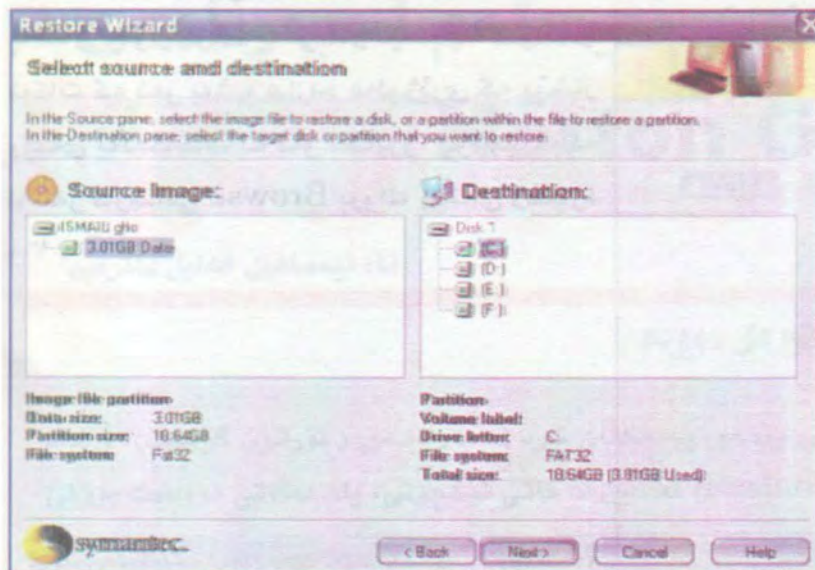 Restore Wizard
Select source and destination
In the Source pane, select the image file to restore a disk, or a partition within the file to restore a partition.
In the Destination pane, select the target disk or partition that you want to restore.
Source Image:
3.01GB Data
Image file partition
Data size: 3.01GB
Partition size: 18.64GB
File system: Fat32
Destination:
Disk 1
(C:)
(D:)
(E:)
(F:)
Partition
Volume label:
Drive letter: C:
File system: FAT32
Total size: 18.64GB (3.81GB Used)
symantec.
< Back
Next >
Cancel
Help